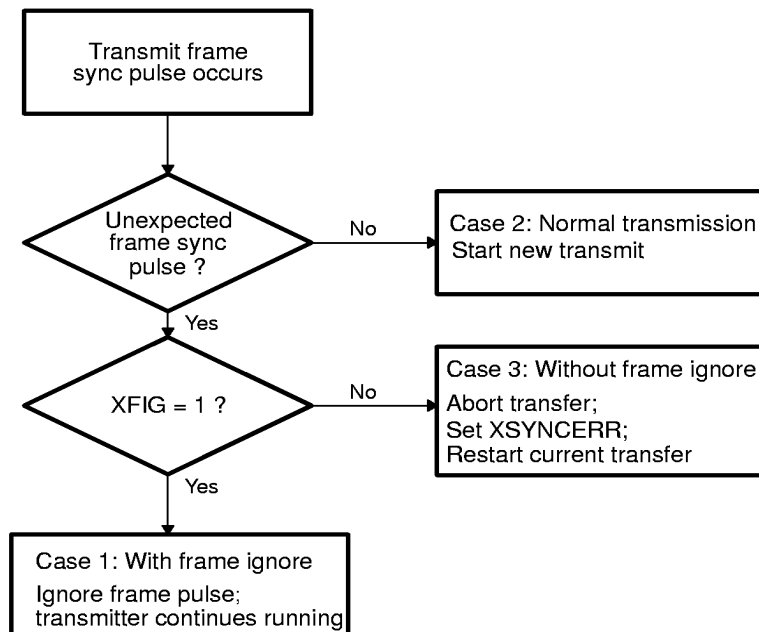 Transmit frame
sync pulse occurs
Unexpected
frame sync
pulse ?
No
Case 2: Normal transmission
Start new transmit
Yes
XFIG = 1 ?
No
Case 3: Without frame ignore
Abort transfer;
Set XSYNCERR;
Restart current transfer
Yes
Case 1: With frame ignore
Ignore frame pulse;
transmitter continues running